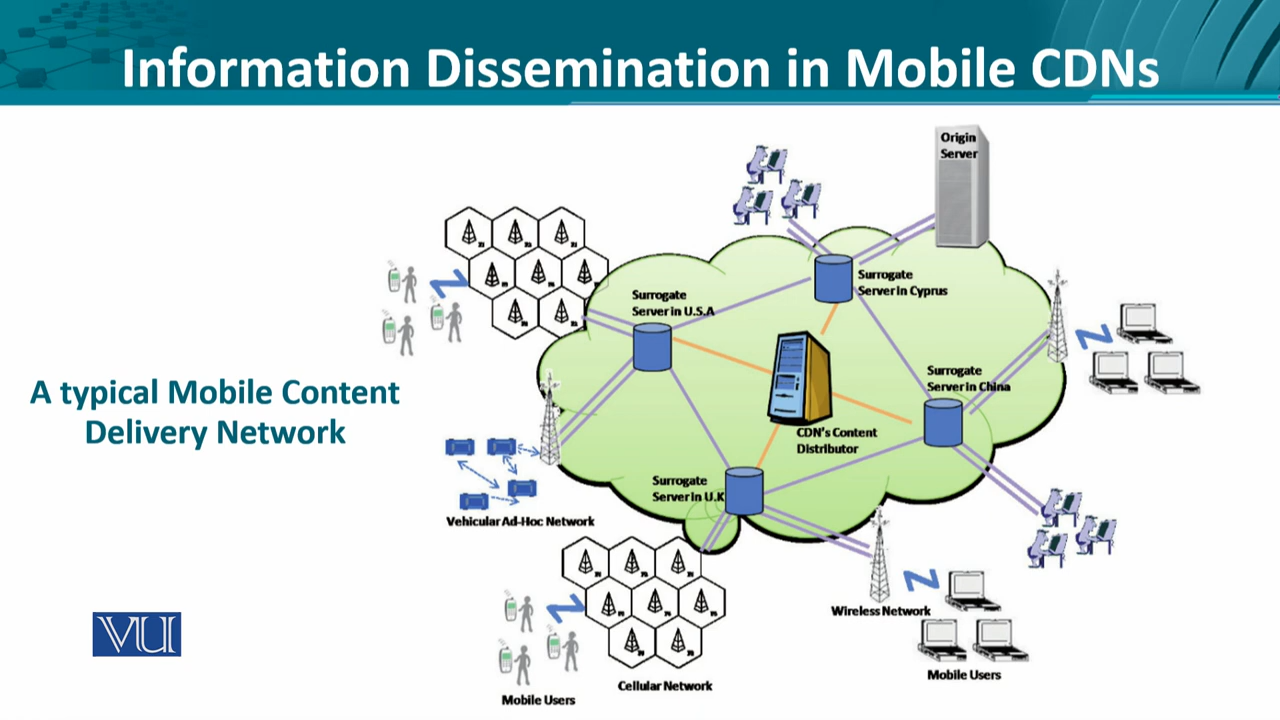 Information Dissemination in Mobile CDNs
Origin
Server
Surrogate
Server in Cyprus
Surrogate
Server in U.S.A
Surrogate
Server in China
A typical Mobile Content
Delivery Network
CDN's Content
Distributor
Surrogate
Server in U.K
Vehicular Ad-Hoc Network
Wireless Network
Mobile Users
Cellular Network
Mobile Users
VU